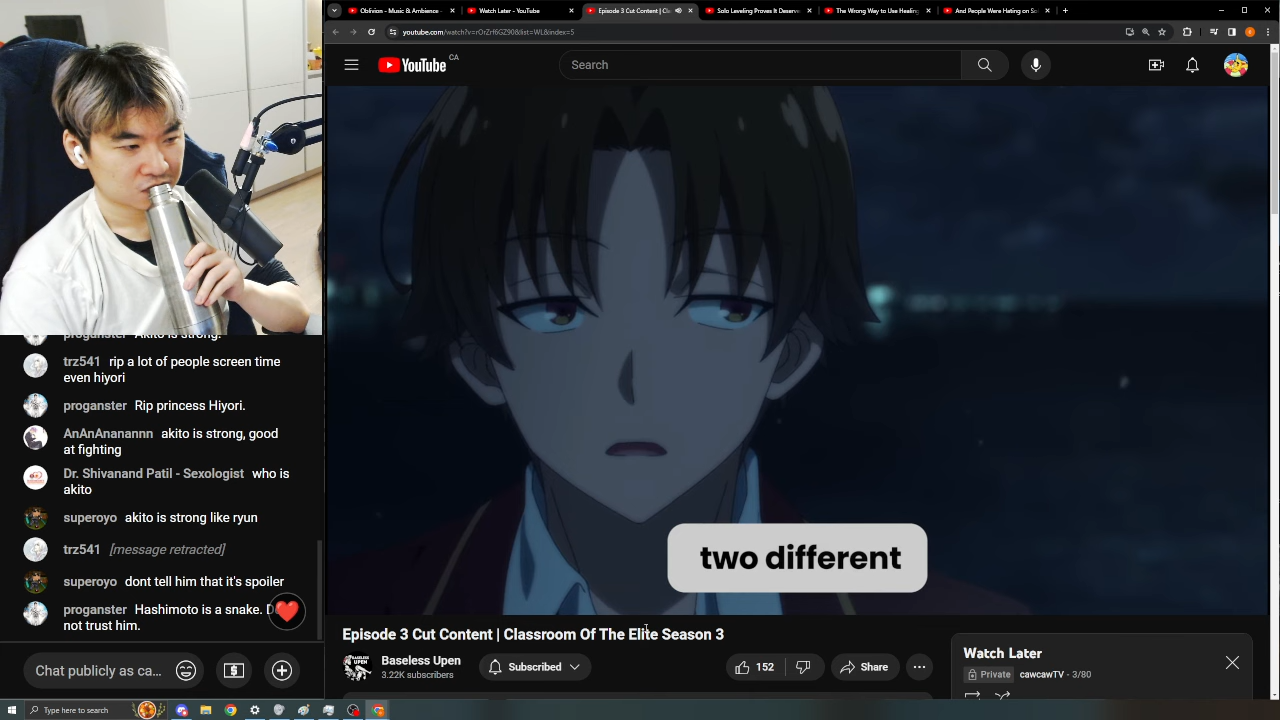 Oblivion - Music & Ambience -
Watch Later - YouTube
Episode 3 Cut Content | Cl
Solo Leveling Proves It Deserv
The Wrong Way to Use Healing
And People Were Hating on S
youtube.com/watch?v=rOrZrf6GZ90&list=WL&index=5
YouTube CA
Search
two different
Episode 3 Cut Content | Classroom Of The Elite Season 3
Baseless Upen
3.22K subscribers
Subscribed
152
Share
Watch Later
Private cawcawTV - 3/80
proganster Akito is strong.
trz541 rip a lot of people screen time
even hiyori
proganster Rip princess Hiyori.
AnAnAnanannn akito is strong, good
at fighting
Dr. Shivanand Patil - Sexologist who is
akito
superoyo akito is strong like ryun
trz541 [message retracted]
superoyo dont tell him that it's spoiler
proganster Hashimoto is a snake. D
not trust him.
Chat publicly as ca...
Type here to search